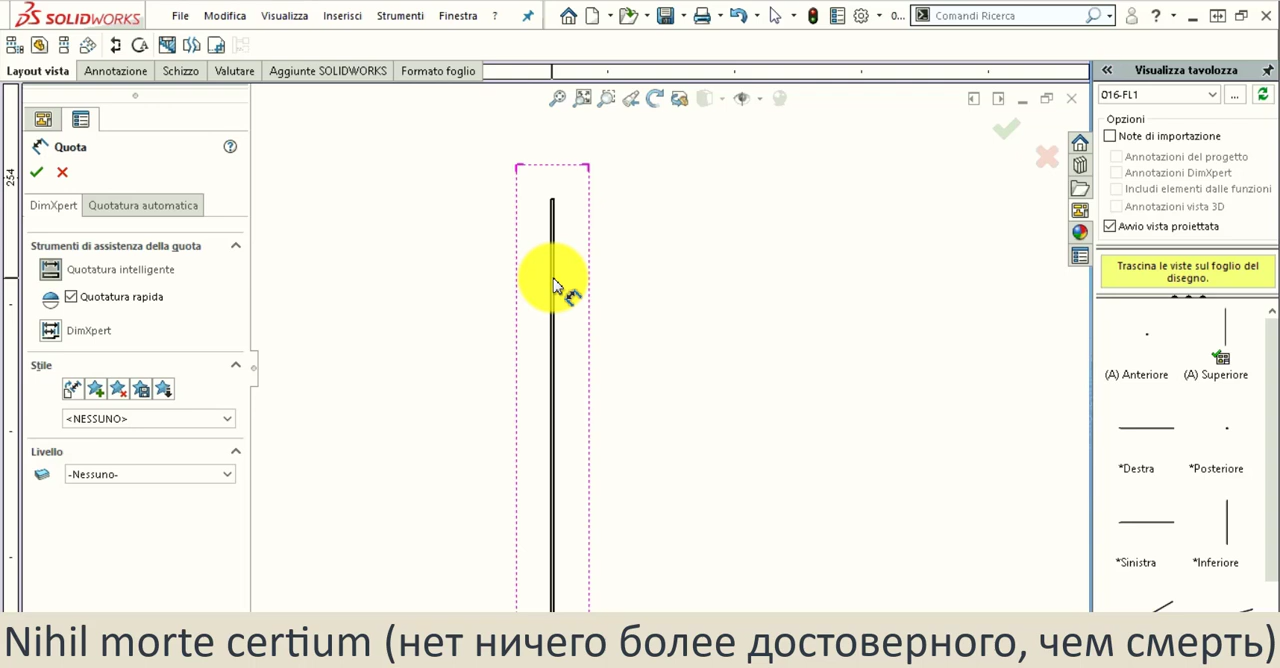 SOLIDWORKS File Modifica Visualizza Inserisci Strumenti Finestra ? 0... Comandi Ricerca ?
Layout vista Annotazione Schizzo Valutare Aggiunte SOLIDWORKS Formato foglio
Visualizza tavolozza
016-FL1 ...
Opzioni
Note di importazione
Annotazioni del progetto
Annotazioni DimXpert
Includi elementi dalle funzioni
Annotazioni vista 3D
Avvio vista proiettata
Trascina le viste sul foglio del
disegno.
(A) Anteriore (A) Superiore
*Destra *Posteriore
*Sinistra *Inferiore
254
Quota ?
DimXpert Quotatura automatica
Strumenti di assistenza della quota
Quotatura intelligente
Quotatura rapida
DimXpert
Stile
<NESSUNO>
Livello
-Nessuno-
Nihil morte certium (нет ничего более достоверного, чем смерть)